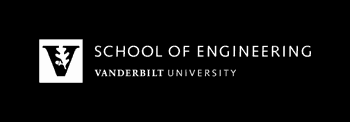 V SCHOOL OF ENGINEERING
VANDERBILT UNIVERSITY